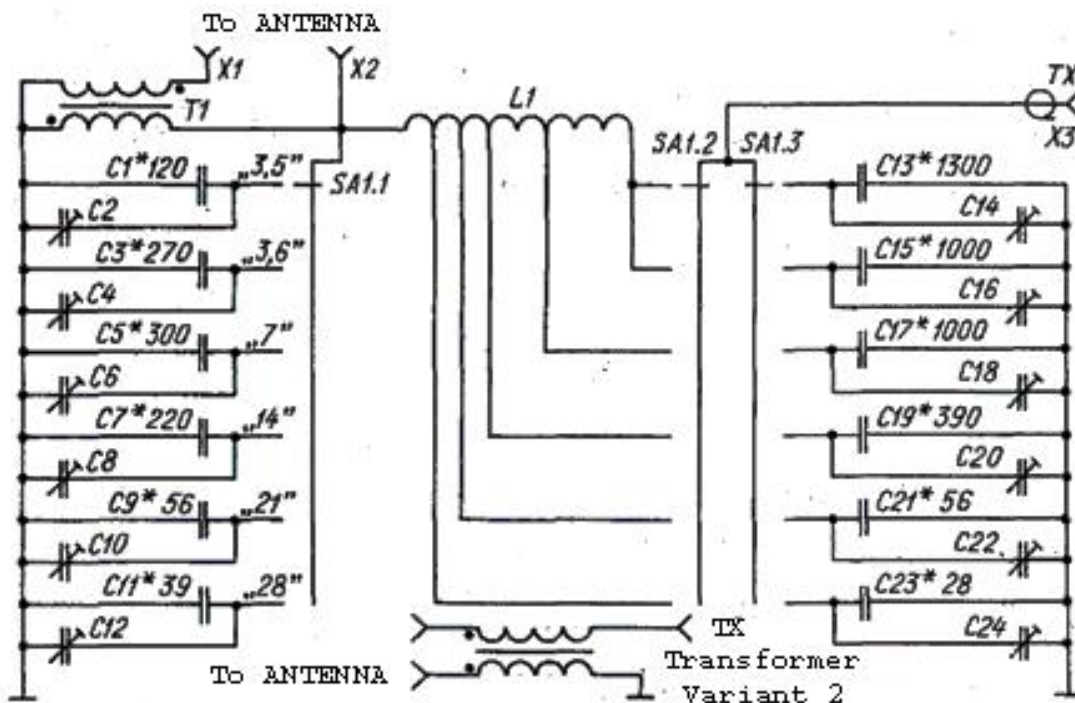 To ANTENNA
X1
X2
T1
L1
TX
X3
SA1.2 SA1.3
C1*120 „3,5” SA1.1
C2
C3*270 „3,6”
C4
C5*300 „7”
C6
C7*220 „14”
C8
C9*56 „21”
C10
C11*39 „28”
C12
C13*1300
C14
C15*1000
C16
C17*1000
C18
C19*390
C20
C21*56
C22
C23*28
C24
TX
To ANTENNA
Transformer
Variant 2